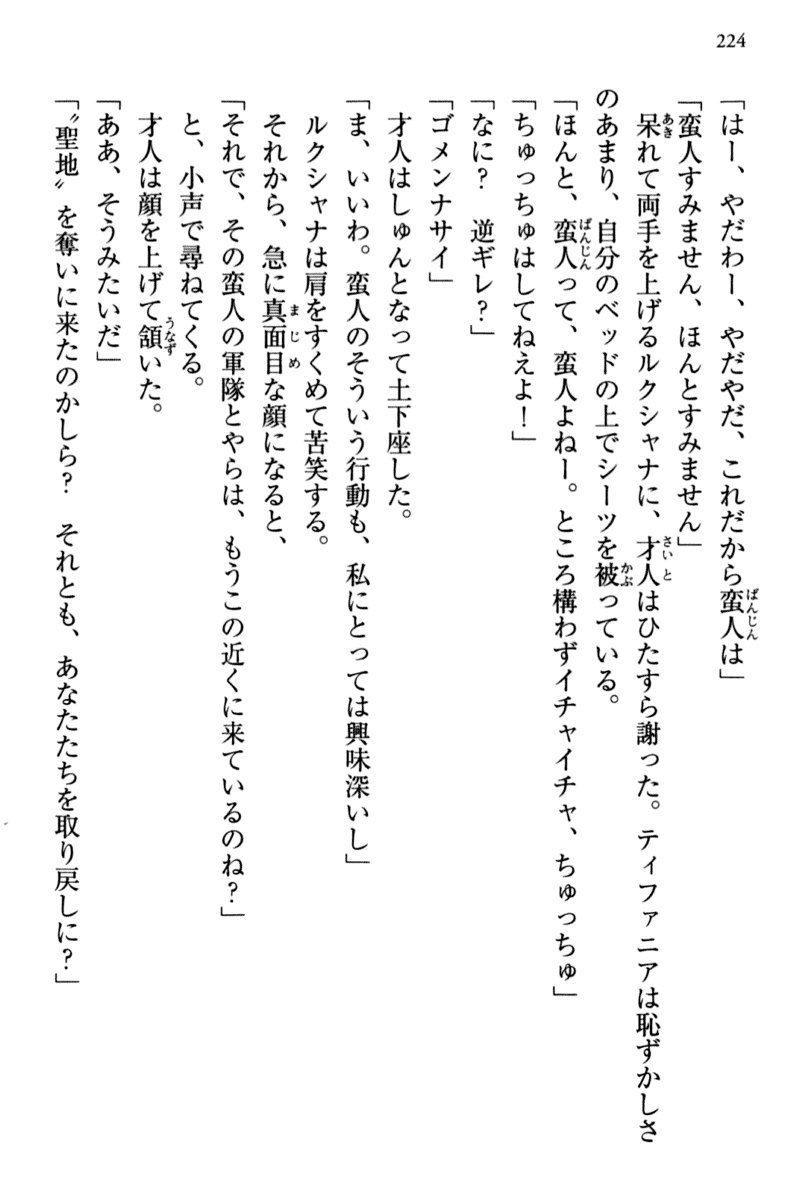 224
「はー、やだわー、やだやだ、これだから蛮人は」
「蛮人すみません、ほんとすみません」
　呆れて両手を上げるルクシャナに、才人はひたすら謝った。ティファニアは恥ずかしさ
のあまり、自分のベッドの上でシーツを被っている。
「ほんと、蛮人って、蛮人よねー。ところ構わずイチャイチャ、ちゅっちゅ」
「ちゅっちゅはしてねえよ！」
「なに？　逆ギレ？」
「ゴメンナサイ」
　才人はしゅんとなって土下座した。
「ま、いいわ。蛮人のそういう行動も、私にとっては興味深いし」
　ルクシャナは肩をすくめて苦笑する。
　それから、急に真面目な顔になると、
「それで、その蛮人の軍隊とやらは、もうこの近くに来ているのね？」
　と、小声で尋ねてくる。
　才人は顔を上げて頷いた。
「ああ、そうみたいだ」
「〝聖地〟を奪いに来たのかしら？　それとも、あなたたちを取り戻しに？」